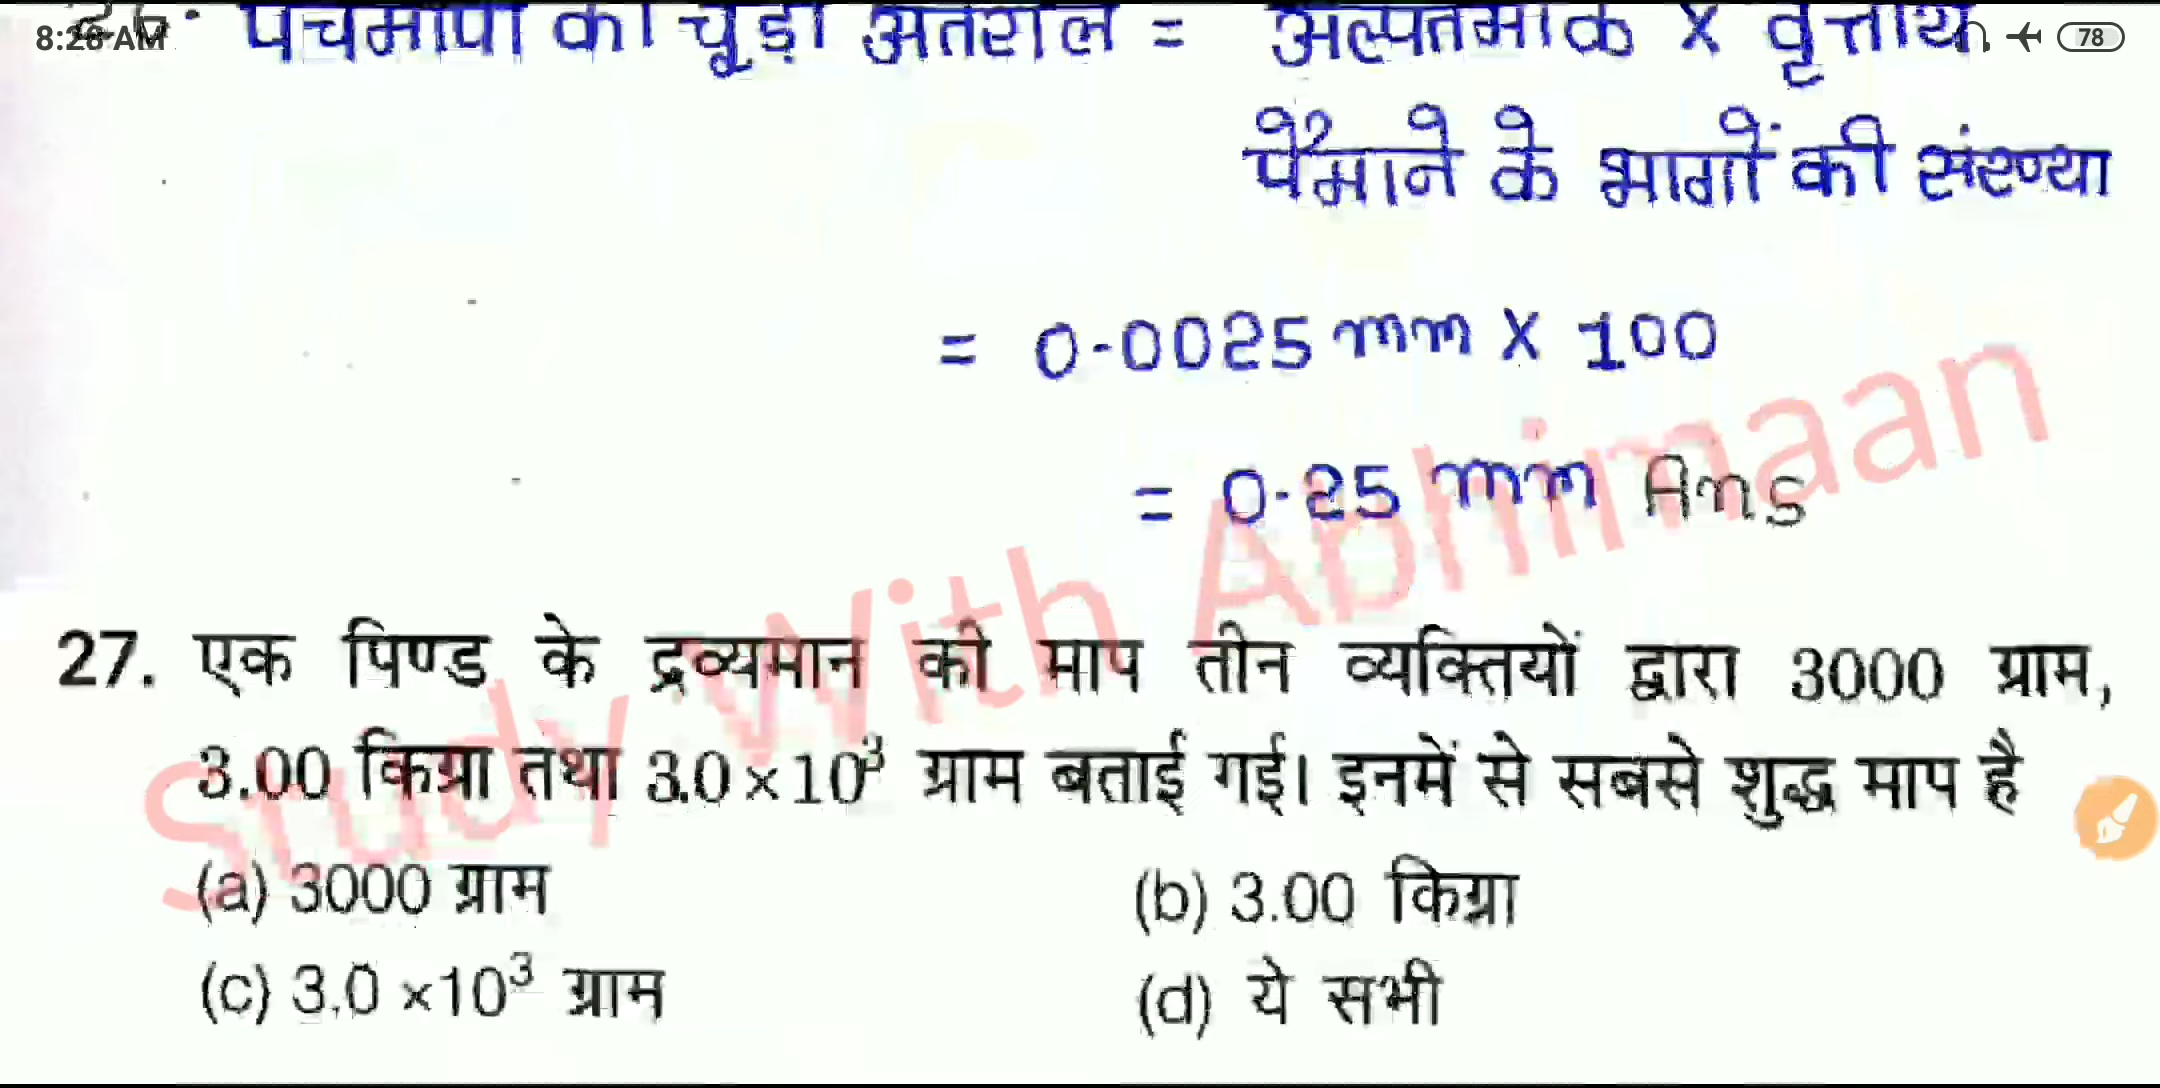 8:28 AM
पेंचमापी का चूड़ी अंतराल = अल्पतमांक x वृत्तीय
78
पैमाने के भागों की संख्या
= 0.0025 mm x 100
= 0.25 mm Ans
Study With Abhimaan
27. एक पिण्ड के द्रव्यमान की माप तीन व्यक्तियों द्वारा 3000 ग्राम,
3.00 किग्रा तथा 3.0×10³ ग्राम बताई गई। इनमें से सबसे शुद्ध माप है
(a) 3000 ग्राम (b) 3.00 किग्रा
(c) 3.0 ×10³ ग्राम (d) ये सभी